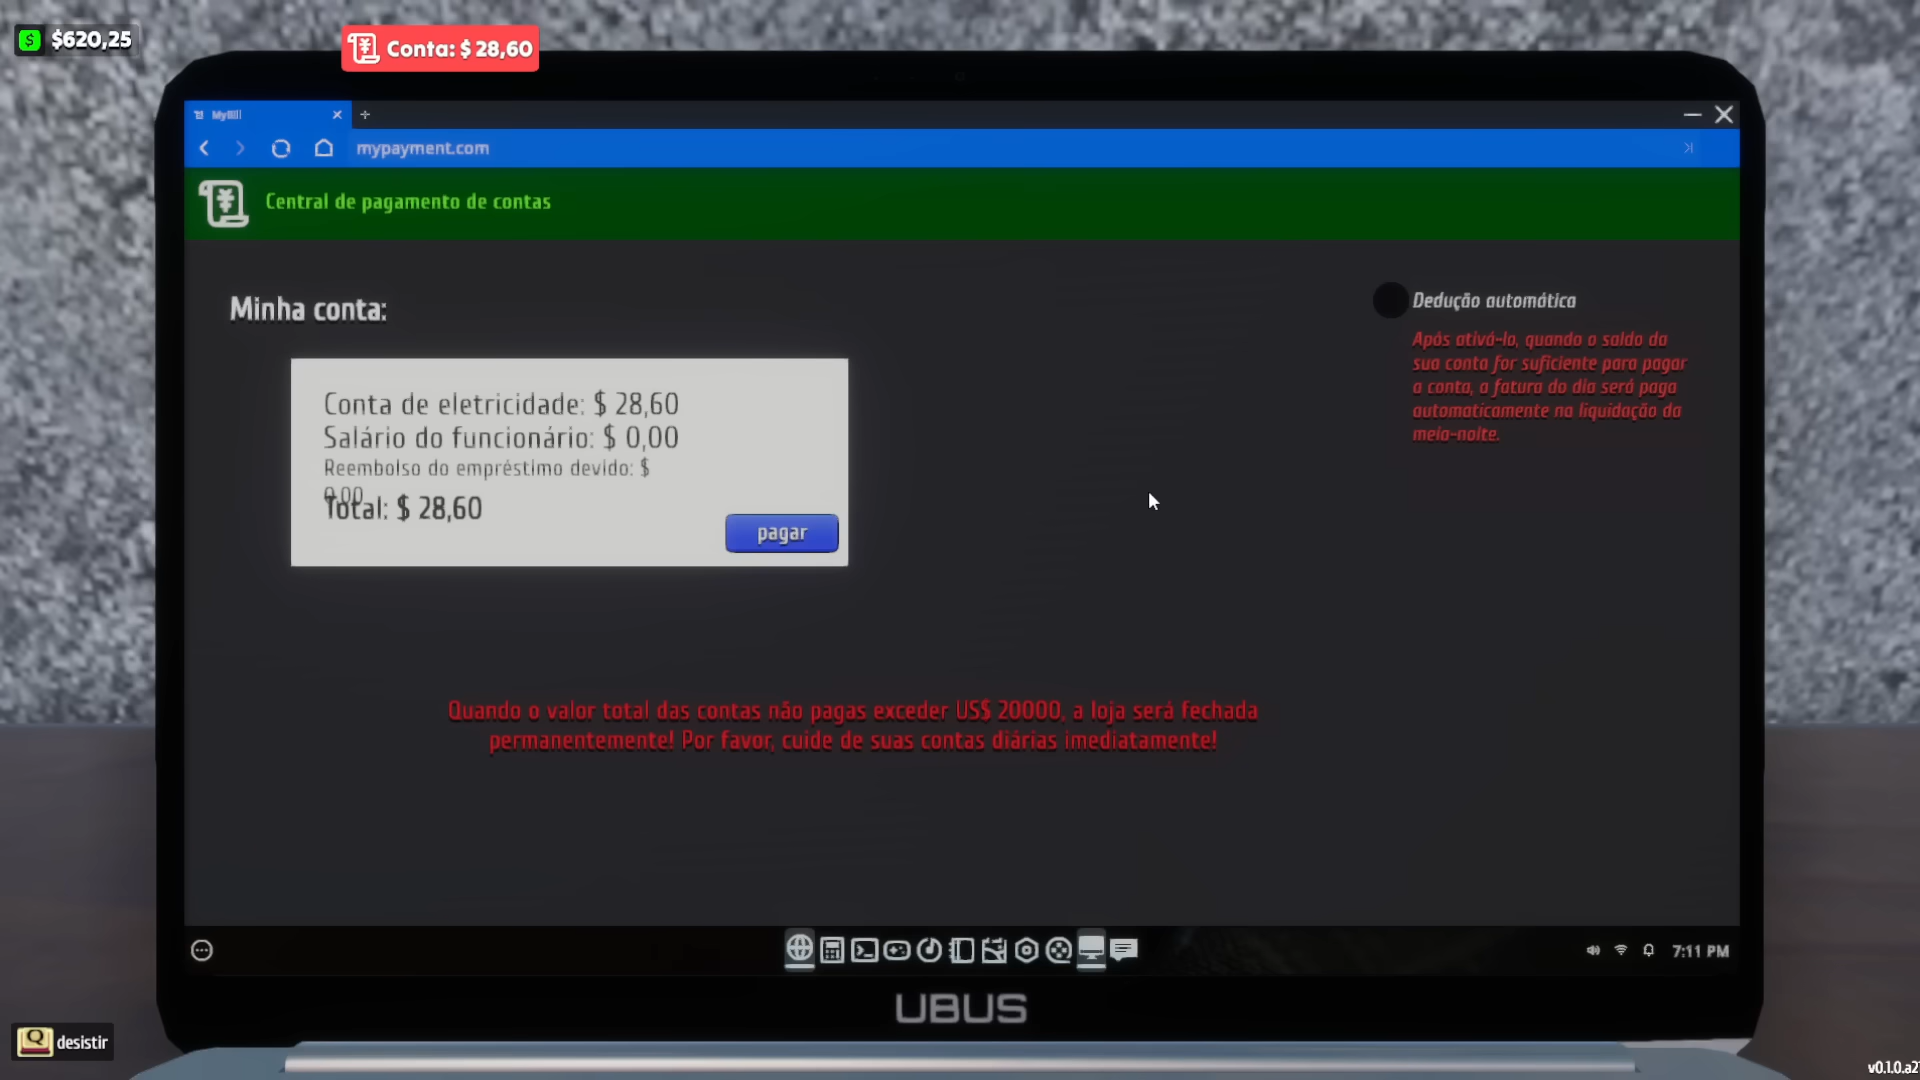 $620,25
Conta: $ 28,60
MyBill
mypayment.com
Central de pagamento de contas
Minha conta:
Dedução automática
Após ativá-lo, quando o saldo da
sua conta for suficiente para pagar
a conta, a fatura do dia será paga
automaticamente na liquidação da
meia-noite.
Conta de eletricidade: $ 28,60
Salário do funcionário: $ 0,00
Reembolso do empréstimo devido: $
0,00
Total: $ 28,60
pagar
Quando o valor total das contas não pagas exceder US$ 20000, a loja será fechada
permanentemente! Por favor, cuide de suas contas diárias imediatamente!
7:11 PM
UBUS
Q desistir
v0.1.0.a2